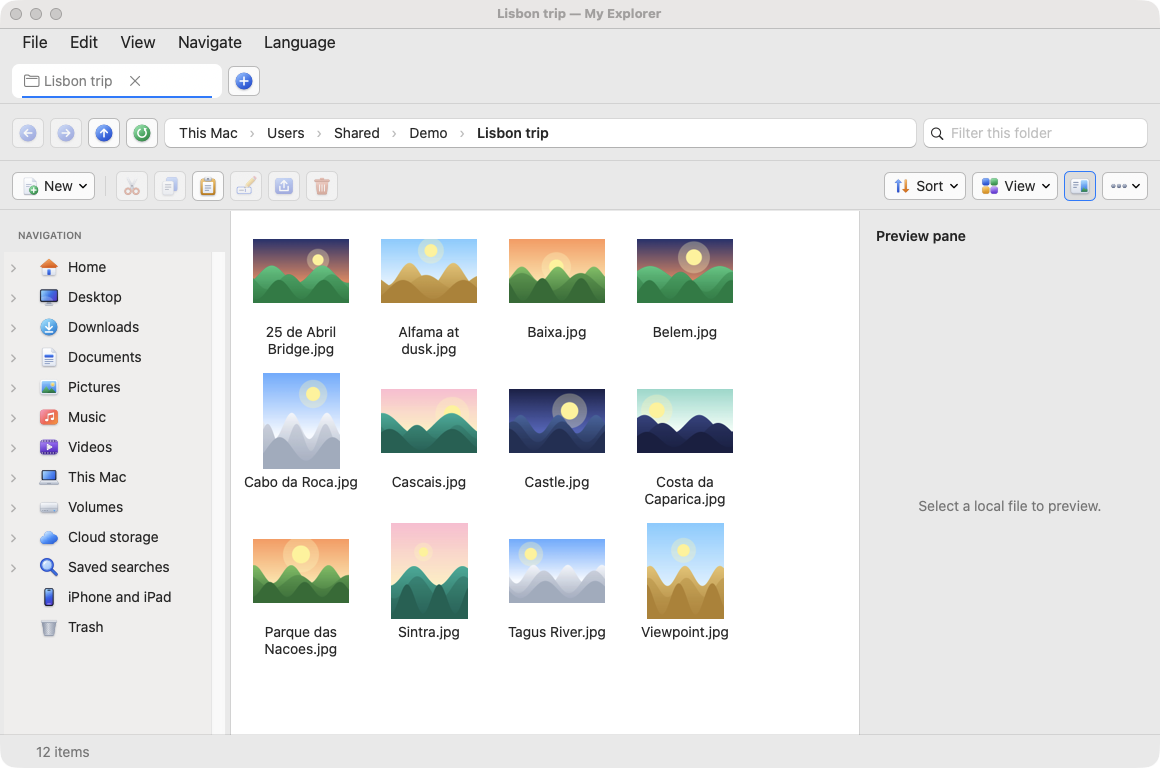 Lisbon trip — My Explorer
File Edit View Navigate Language
Lisbon trip
This Mac › Users › Shared › Demo › Lisbon trip
Filter this folder
New
Sort
View
NAVIGATION
Home
Desktop
Downloads
Documents
Pictures
Music
Videos
This Mac
Volumes
Cloud storage
Saved searches
iPhone and iPad
Trash
25 de Abril
Bridge.jpg
Alfama at
dusk.jpg
Baixa.jpg
Belem.jpg
Cabo da Roca.jpg
Cascais.jpg
Castle.jpg
Costa da
Caparica.jpg
Parque das
Nacoes.jpg
Sintra.jpg
Tagus River.jpg
Viewpoint.jpg
Preview pane
Select a local file to preview.
12 items